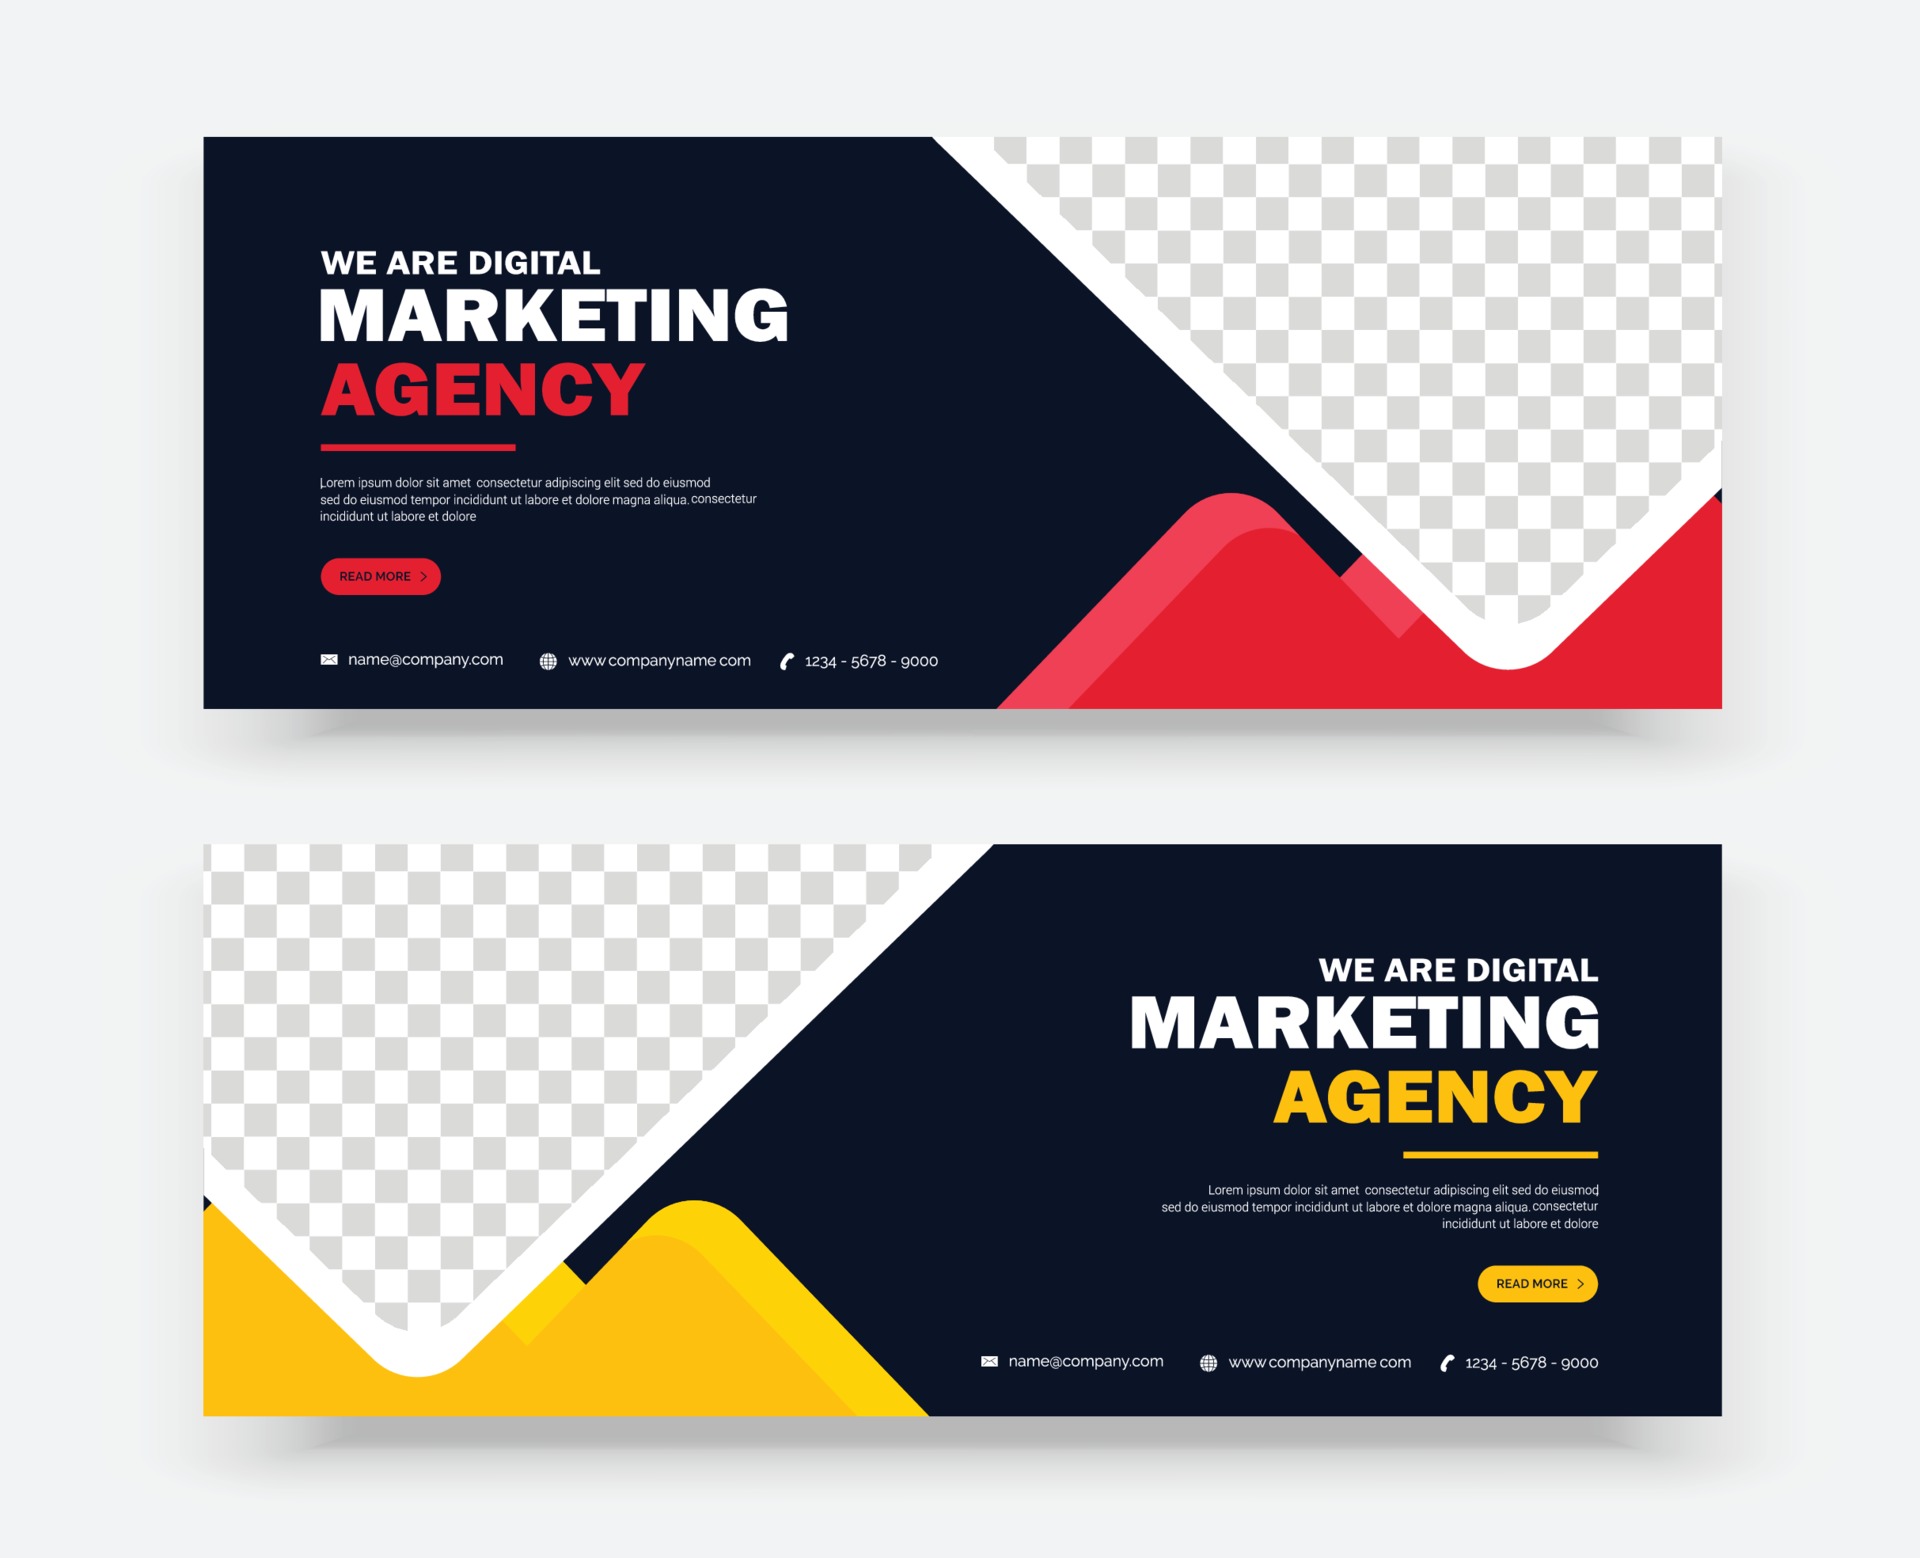 WE ARE DIGITAL
MARKETING
AGENCY
Lorem ipsum dolor sit amet consectetur adipiscing elit sed do eiusmod
sed do eiusmod tempor incididunt ut labore et dolore magna aliqua. consectetur
incididunt ut labore et dolore
READ MORE >
name@company.com www companyname com 1234 - 5678 - 9000
WE ARE DIGITAL
MARKETING
AGENCY
Lorem ipsum dolor sit amet consectetur adipiscing elit sed do eiusmod
sed do eiusmod tempor incididunt ut labore et dolore magna aliqua. consectetur
incididunt ut labore et dolore
READ MORE >
name@company.com www companyname com 1234 - 5678 - 9000